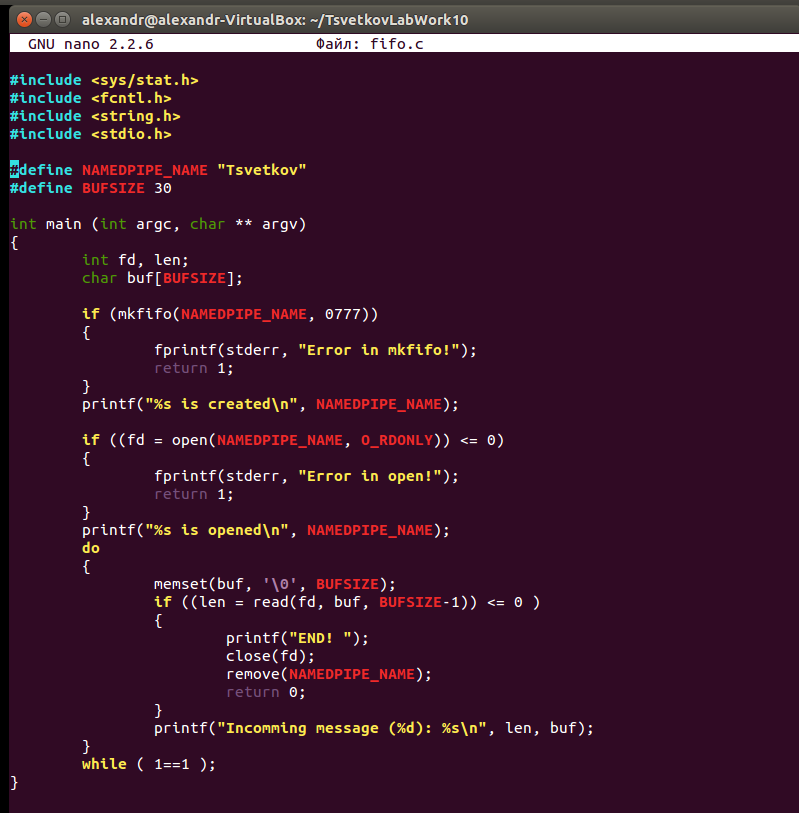 alexandr@alexandr-VirtualBox: ~/TsvetkovLabWork10
GNU nano 2.2.6 Файл: fifo.c
#include <sys/stat.h>
#include <fcntl.h>
#include <string.h>
#include <stdio.h>
#define NAMEDPIPE_NAME "Tsvetkov"
#define BUFSIZE 30
int main (int argc, char ** argv)
{
        int fd, len;
        char buf[BUFSIZE];
        if (mkfifo(NAMEDPIPE_NAME, 0777))
        {
                fprintf(stderr, "Error in mkfifo!");
                return 1;
        }
        printf("%s is created\n", NAMEDPIPE_NAME);
        if ((fd = open(NAMEDPIPE_NAME, O_RDONLY)) <= 0)
        {
                fprintf(stderr, "Error in open!");
                return 1;
        }
        printf("%s is opened\n", NAMEDPIPE_NAME);
        do
        {
                memset(buf, '\0', BUFSIZE);
                if ((len = read(fd, buf, BUFSIZE-1)) <= 0 )
                {
                        printf("END! ");
                        close(fd);
                        remove(NAMEDPIPE_NAME);
                        return 0;
                }
                printf("Incomming message (%d): %s\n", len, buf);
        }
        while ( 1==1 );
}